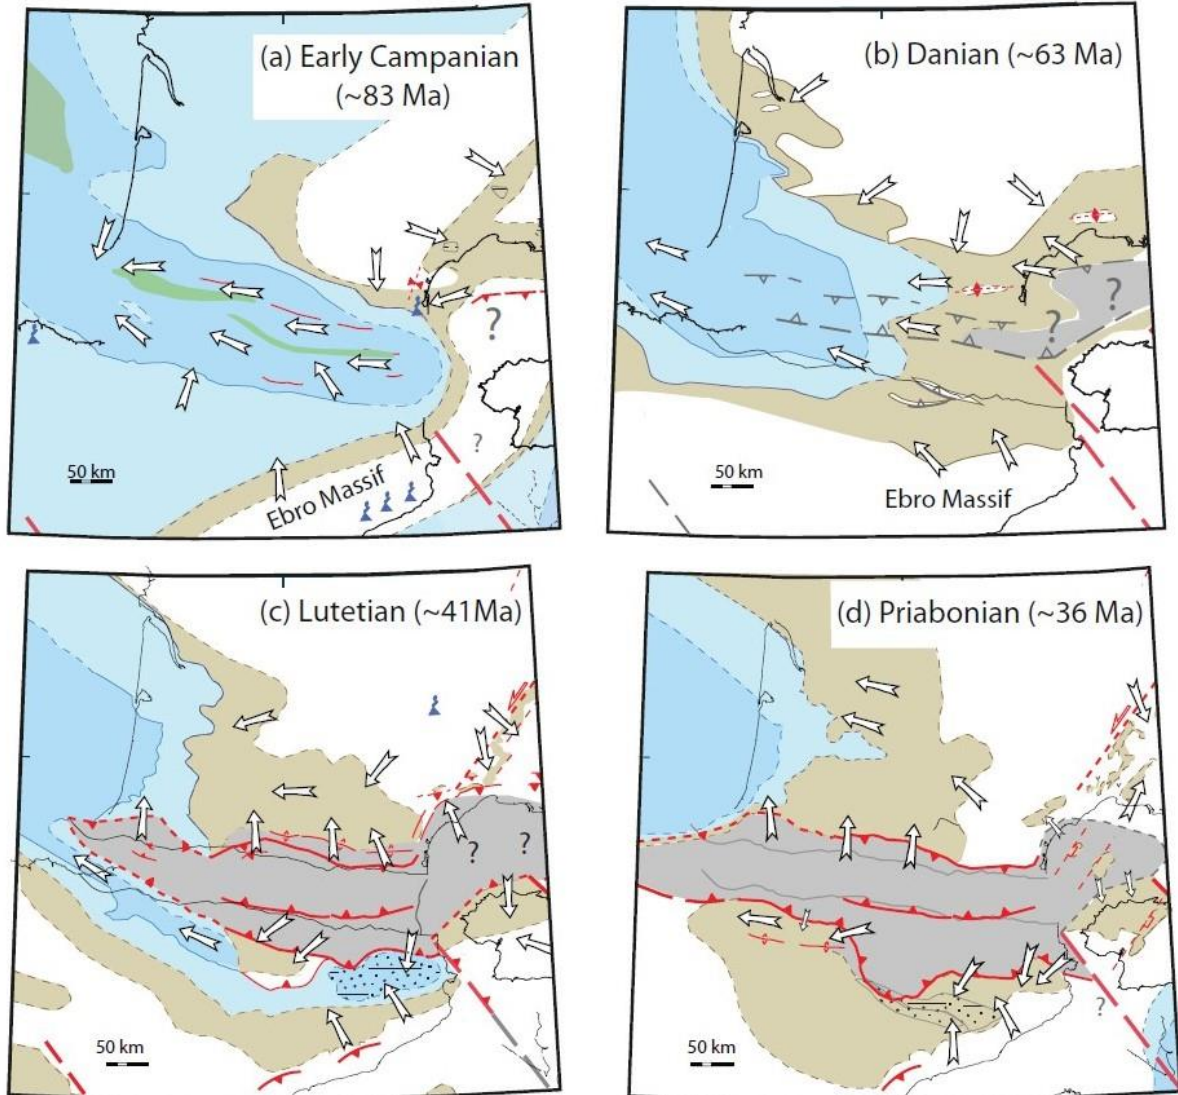 (a) Early Campanian
(~83 Ma)
?
?
50 km
Ebro Massif
(b) Danian (~63 Ma)
?
?
50 km
Ebro Massif
(c) Lutetian (~41Ma)
?
?
50 km
(d) Priabonian (~36 Ma)
?
50 km